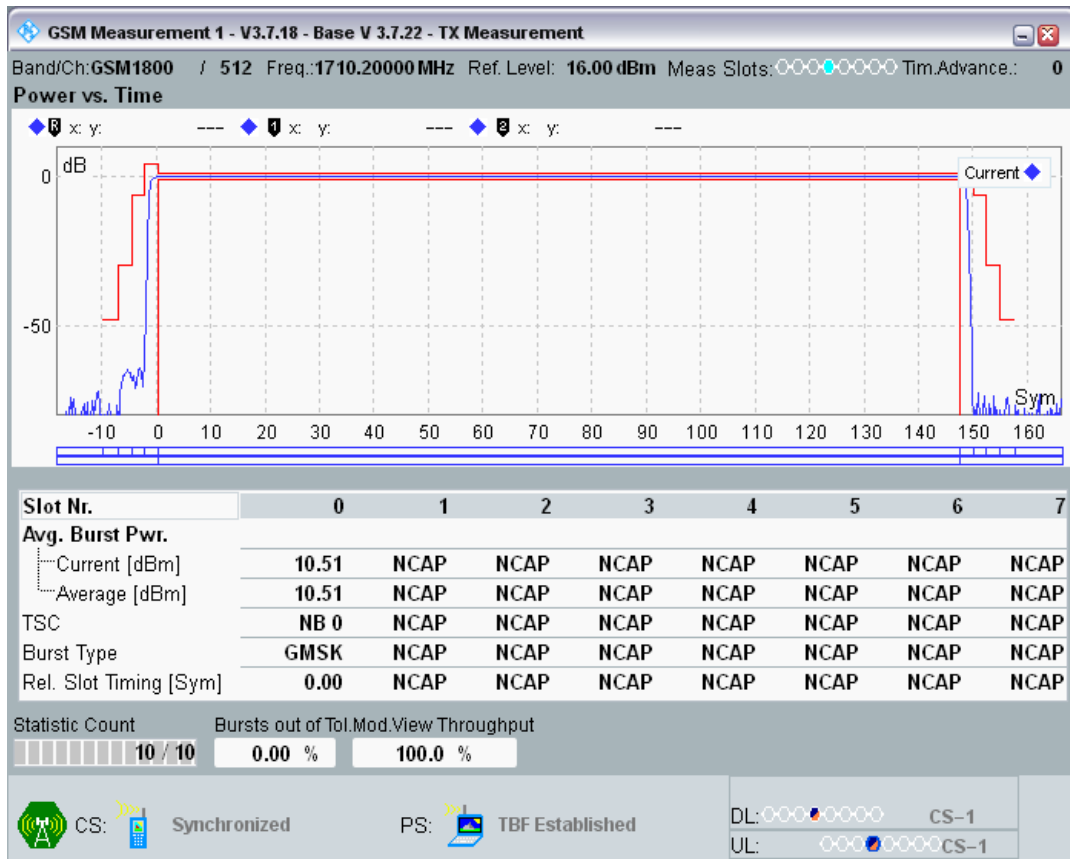 GSM Measurement 1 - V3.7.18 - Base V 3.7.22 - TX Measurement
Band/Ch:GSM1800 / 512 Freq.:1710.20000 MHz Ref. Level: 16.00 dBm Meas Slots: Tim.Advance.: 0
Power vs. Time
R x: y: --- 1 x: y: --- 2 x: y: ---
dB
Current
0
-50
Sym
-10 0 10 20 30 40 50 60 70 80 90 100 110 120 130 140 150 160
Slot Nr. 0 1 2 3 4 5 6 7
Avg. Burst Pwr.
Current [dBm] 10.51 NCAP NCAP NCAP NCAP NCAP NCAP NCAP
Average [dBm] 10.51 NCAP NCAP NCAP NCAP NCAP NCAP NCAP
TSC NB 0 NCAP NCAP NCAP NCAP NCAP NCAP NCAP
Burst Type GMSK NCAP NCAP NCAP NCAP NCAP NCAP NCAP
Rel. Slot Timing [Sym] 0.00 NCAP NCAP NCAP NCAP NCAP NCAP NCAP
Statistic Count Bursts out of Tol. Mod.View Throughput
10 / 10 0.00 % 100.0 %
CS: Synchronized PS: TBF Established
DL: CS-1
UL: CS-1